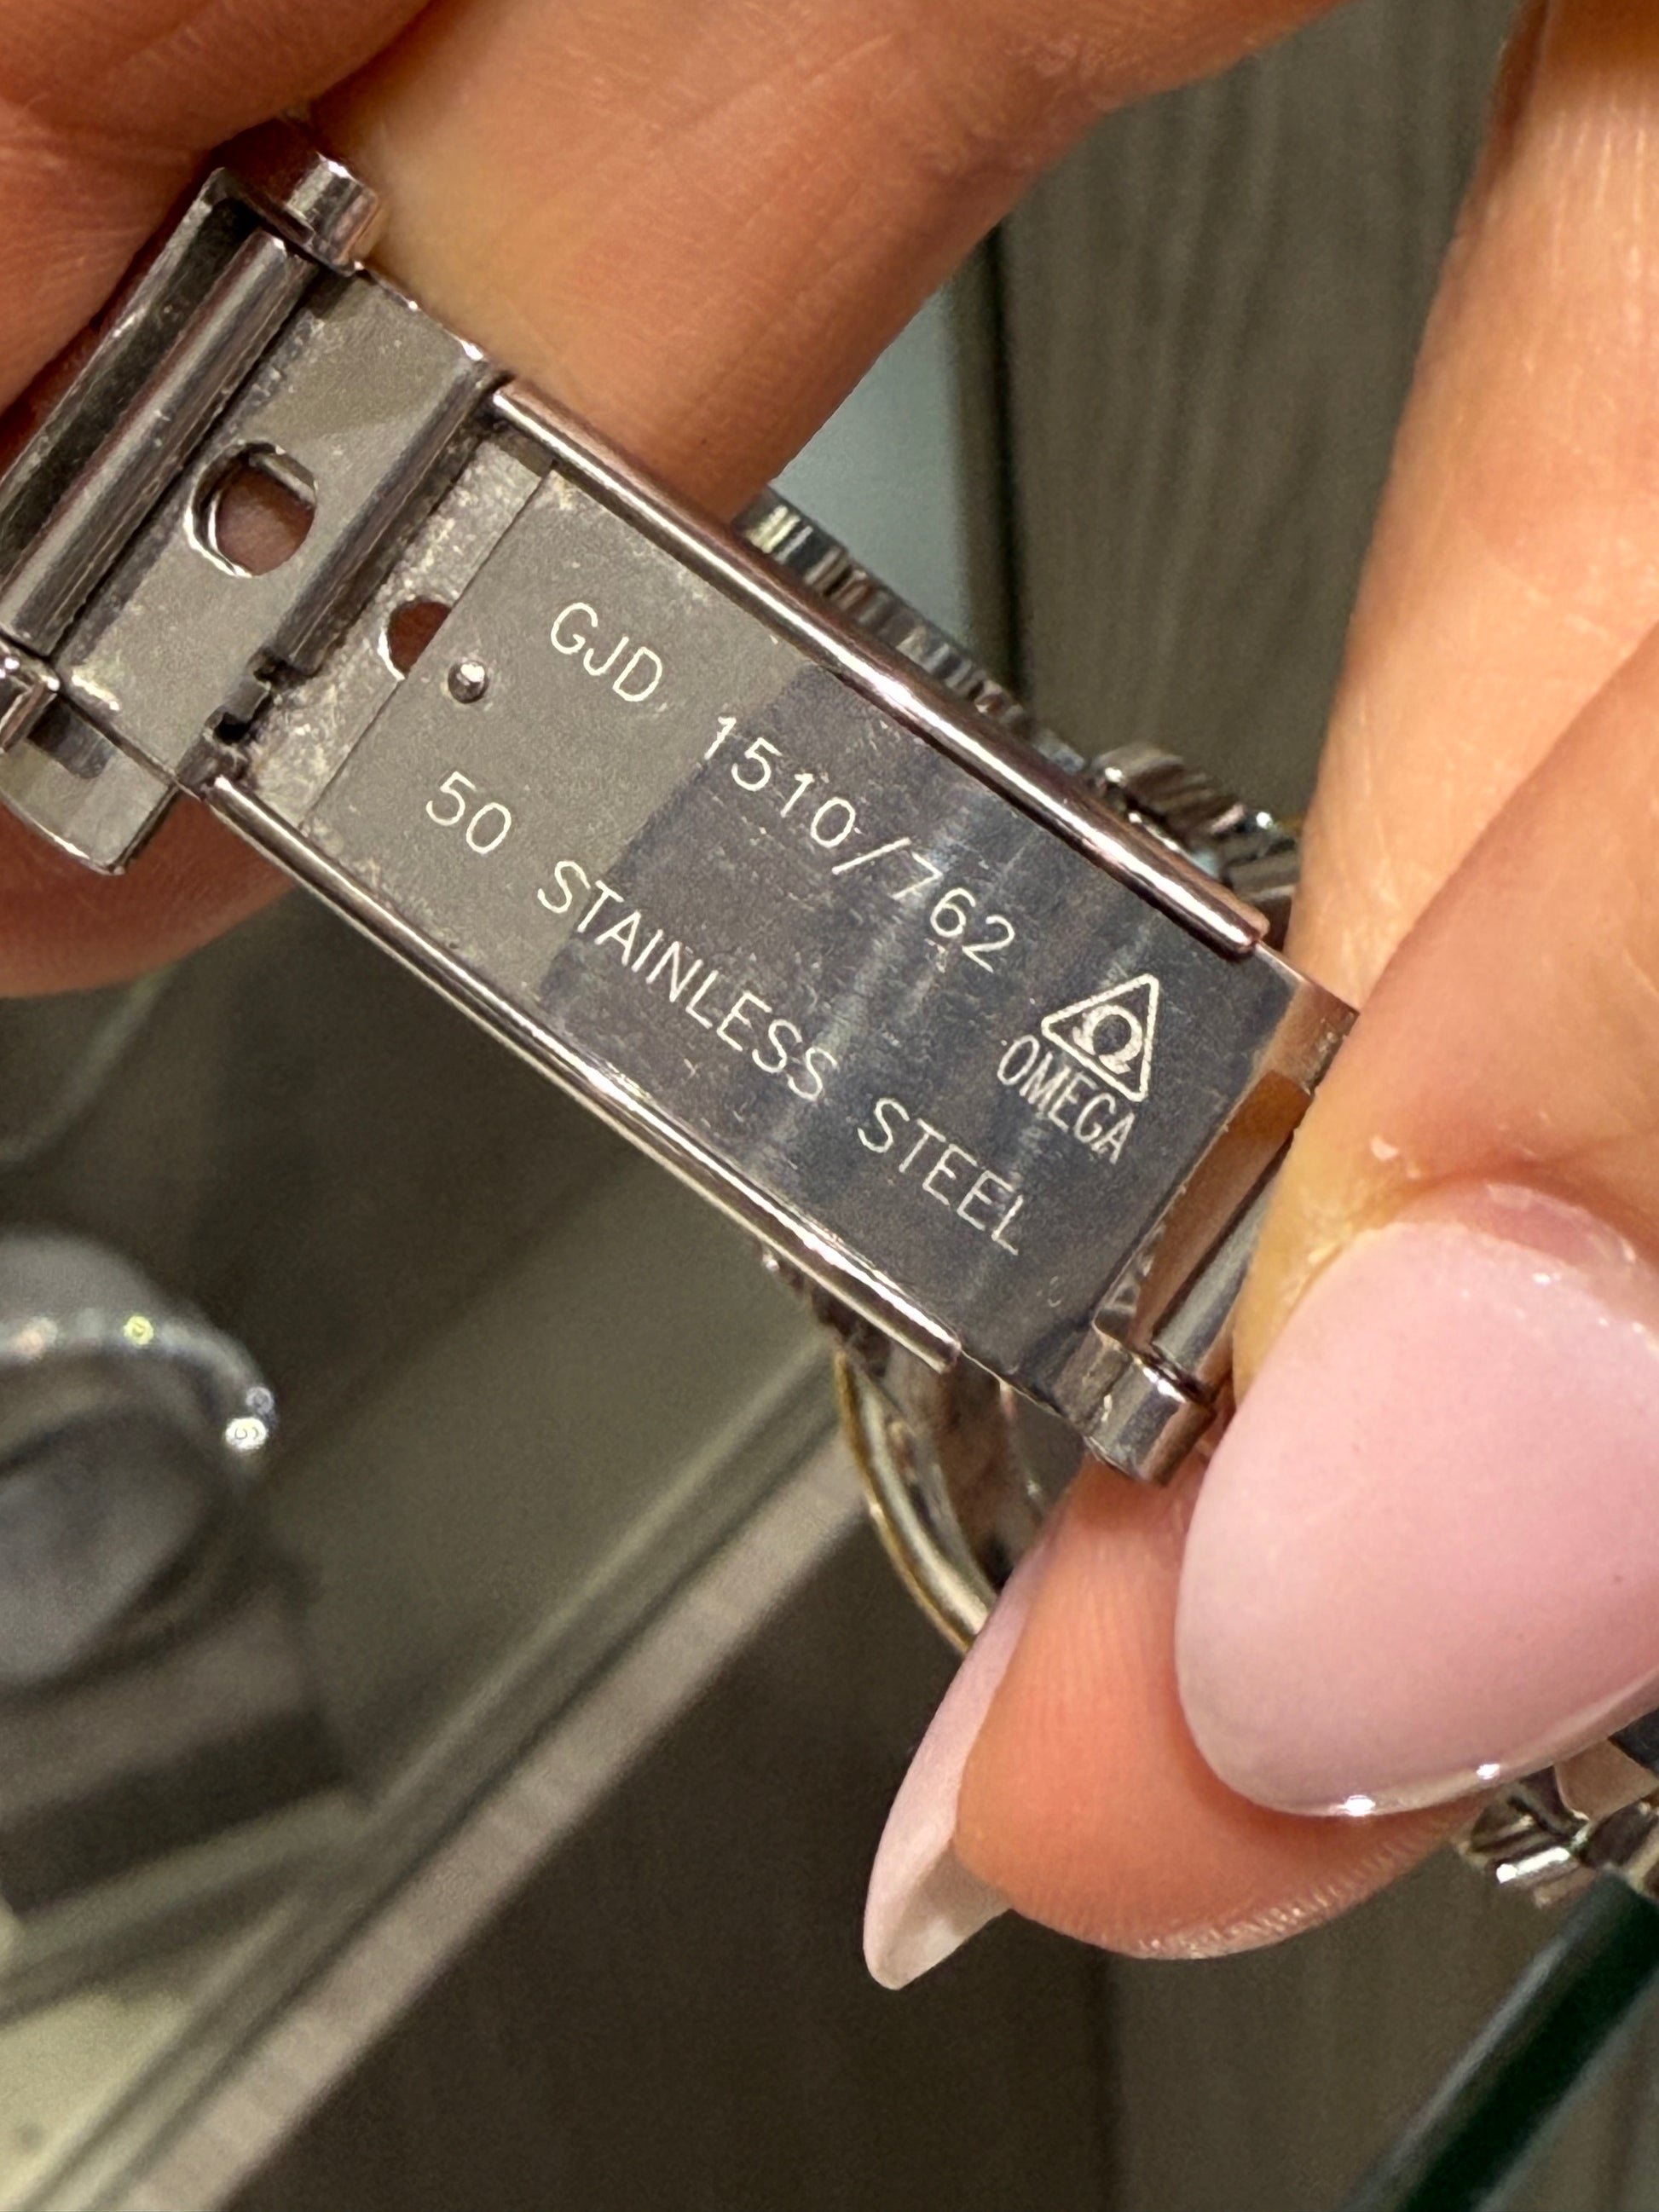 GJD 1510/762
50 STAINLESS STEEL
Ω
OMEGA